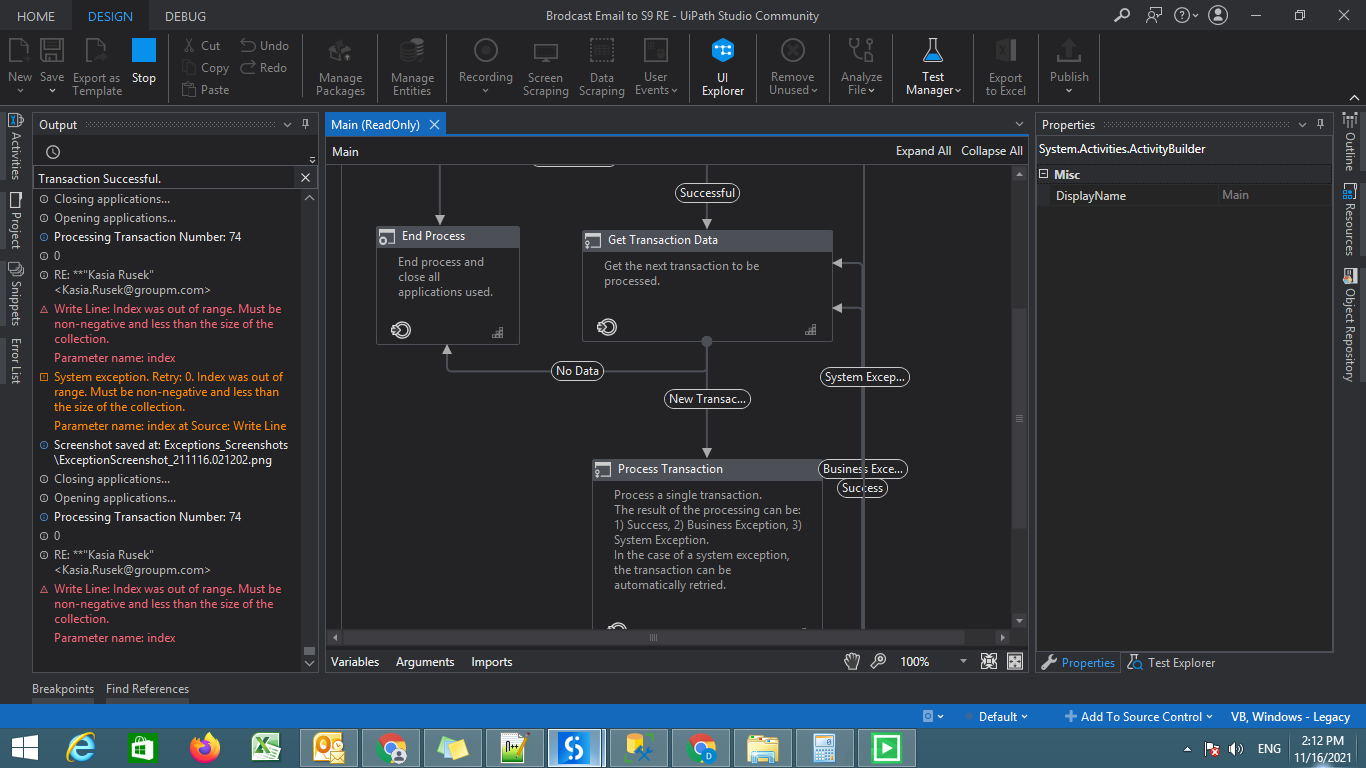 HOME DESIGN DEBUG
Brodcast Email to S9 RE - UiPath Studio Community
New
Save
Export as
Template
Stop
Cut
Copy
Paste
Undo
Redo
Manage
Packages
Manage
Entities
Recording
Screen
Scraping
Data
Scraping
User
Events
UI
Explorer
Remove
Unused
Analyze
File
Test
Manager
Export
to Excel
Publish
Activities
Project
Snippets
Error List
Output
Transaction Successful.
Closing applications...
Opening applications...
Processing Transaction Number: 74
0
RE: **"Kasia Rusek"
<Kasia.Rusek@groupm.com>
Write Line: Index was out of range. Must be
non-negative and less than the size of the
collection.
Parameter name: index
System exception. Retry: 0. Index was out of
range. Must be non-negative and less than
the size of the collection.
Parameter name: index at Source: Write Line
Screenshot saved at: Exceptions_Screenshots
\ExceptionScreenshot_211116.021202.png
Closing applications...
Opening applications...
Processing Transaction Number: 74
0
RE: **"Kasia Rusek"
<Kasia.Rusek@groupm.com>
Write Line: Index was out of range. Must be
non-negative and less than the size of the
collection.
Parameter name: index
Breakpoints Find References
Main (ReadOnly)
Main
Expand All Collapse All
Successful
End Process
End process and
close all
applications used.
Get Transaction Data
Get the next transaction to be
processed.
No Data
New Transac...
System Excep...
Process Transaction
Business Exce...
Success
Process a single transaction.
The result of the processing can be:
1) Success, 2) Business Exception, 3)
System Exception.
In the case of a system exception,
the transaction can be
automatically retried.
Variables Arguments Imports
100%
Properties
System.Activities.ActivityBuilder
Misc
DisplayName Main
Properties Test Explorer
Outline
Resources
Object Repository
Default
Add To Source Control
VB, Windows - Legacy
ENG
2:12 PM
11/16/2021